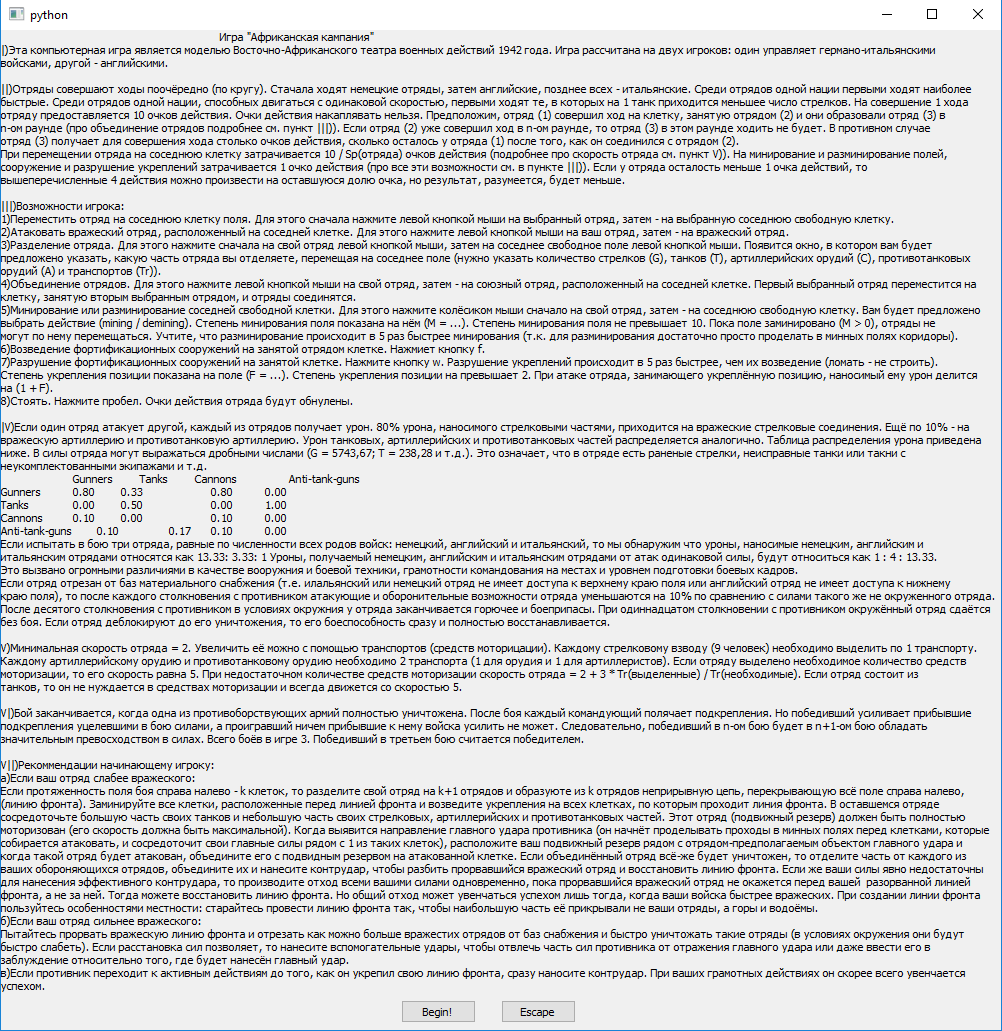 python
Игра "Африканская кампания"
|)Эта компьютерная игра является моделью Восточно-Африканского театра военных действий 1942 года. Игра рассчитана на двух игроков: один управляет германо-итальянскими
войсками, другой - английскими.
||)Отряды совершают ходы поочерёдно (по кругу). Стачала ходят немецкие отряды, затем английские, позднее всех - итальянские. Среди отрядов одной нации первыми ходят наиболее
быстрые. Среди отрядов одной нации, способных двигаться с одинаковой скоростью, первыми ходят те, в которых на 1 танк приходится меньшее число стрелков. На совершение 1 хода
отряду предоставляется 10 очков действия. Очки действия накаплявать нельзя. Предположим, отряд (1) совершил ход на клетку, занятую отрядом (2) и они образовали отряд (3) в
n-ом раунде (про объединение отрядов подробнее см. пункт |||)). Если отряд (2) уже совершил ход в n-ом раунде, то отряд (3) в этом раунде ходить не будет. В противном случае
отряд (3) получает для совершения хода столько очков действия, сколько осталось у отряда (1) после того, как он соединился с отрядом (2).
При перемещении отряда на соседнюю клетку затрачивается 10 / Sp(отряда) очков действия (подробнее про скорость отряда см. пункт V)). На минирование и разминирование полей,
сооружение и разрушение укреплений затрачивается 1 очко действия (про все эти возможности см. в пункте |||)). Если у отряда осталость меньше 1 очка действий, то
вышеперечисленные 4 действия можно произвести на оставшуюся долю очка, но результат, разумеется, будет меньше.
|||)Возможности игрока:
1)Переместить отряд на соседнюю клетку поля. Для этого сначала нажмите левой кнопкой мыши на выбранный отряд, затем - на выбранную соседнюю свободную клетку.
2)Атаковать вражеский отряд, расположенный на соседней клетке. Для этого нажмите левой кнопкой мыши на ваш отряд, затем - на вражеский отряд.
3)Разделение отряда. Для этого нажмите сначала на свой отряд левой кнопкой мыши, затем на соседнее свободное поле левой кнопкой мыши. Появится окно, в котором вам будет
предложено указать, какую часть отряда вы отделяете, перемещая на соседнее поле (нужно указать количество стрелков (G), танков (T), артиллерийских орудий (C), противотанковых
орудий (A) и транспортов (Tr)).
4)Объединение отрядов. Для этого нажмите левой кнопкой мыши на свой отряд, затем - на союзный отряд, расположенный на соседней клетке. Первый выбранный отряд переместится на
клетку, занятую вторым выбранным отрядом, и отряды соединятся.
5)Минирование или разминирование соседней свободной клетки. Для этого нажмите колёсиком мыши сначала на свой отряд, затем - на соседнюю свободную клетку. Вам будет предложено
выбрать действие (mining / demining). Степень минирования поля показана на нём (M = ...). Степень минирования поля не превышает 10. Пока поле заминировано (M > 0), отряды не
могут по нему перемещаться. Учтите, что разминирование происходит в 5 раз быстрее минирования (т.к. для разминирования достаточно просто проделать в минных полях коридоры).
6)Возведение фортификационных сооружений на занятой отрядом клетке. Нажмиет кнопку f.
7)Разрушение фортификационных сооружений на занятой клетке. Нажмите кнопку w. Разрушение укреплений происходит в 5 раз быстрее, чем их возведение (ломать - не строить).
Степень укрепления позиции показана на поле (F = ...). Степень укрепления позиции на превышает 2. При атаке отряда, занимающего укреплённую позицию, наносимый ему урон делится
на (1 + F).
8)Стоять. Нажмите пробел. Очки действия отряда будут обнулены.
|V)Если один отряд атакует другой, каждый из отрядов получает урон. 80% урона, наносимого стрелковыми частями, приходится на вражеские стрелковые соединения. Ещё по 10% - на
вражескую артиллерию и противотанковую артиллерию. Урон танковых, артиллерийских и противотанковых частей распределяется аналогично. Таблица распределения урона приведена
ниже. В силы отряда могут выражаться дробными числами (G = 5743,67; T = 238,28 и т.д.). Это означает, что в отряде есть раненые стрелки, неисправные танки или такни с
неукомплектованными экипажами и т.д.
Gunners Tanks Cannons Anti-tank-guns
Gunners 0.80 0.33 0.80 0.00
Tanks 0.00 0.50 0.00 1.00
Cannons 0.10 0.00 0.10 0.00
Anti-tank-guns 0.10 0.17 0.10 0.00
Если испытать в бою три отряда, равные по численности всех родов войск: немецкий, английский и итальянский, то мы обнаружим что уроны, наносимые немецким, английским и
итальянским отрядами относятся как 13.33: 3.33: 1 Уроны, получаемый немецким, английским и итальянским отрядами от атак одинаковой силы, будут относиться как 1 : 4 : 13.33.
Это вызвано огромными различиями в качестве вооружния и боевой техники, грамотности командования на местах и уровнем подготовки боевых кадров.
Если отряд отрезан от баз материального снабжения (т.е. илальянский или немецкий отряд не имеет доступа к верхнему краю поля или английский отряд не имеет доступа к нижнему
краю поля), то после каждого столкновения с противником атакующие и оборонительные возможности отряда уменьшаются на 10% по сравнению с силами такого же не окруженного отряда.
После десятого столкновения с противником в условиях окружния у отряда заканчивается горючее и боеприпасы. При одиннадцатом столкновении с противником окружённый отряд сдаётся
без боя. Если отряд деблокируют до его уничтожения, то его боеспособность сразу и полностью восстанавливается.
V)Минимальная скорость отряда = 2. Увеличить её можно с помощью транспортов (средств моторицации). Каждому стрелковому взводу (9 человек) необходимо выделить по 1 транспорту.
Каждому артиллерийскому орудию и противотанковому орудию необходимо 2 транспорта (1 для орудия и 1 для артиллеристов). Если отряду выделено необходимое количество средств
моторизации, то его скорость равна 5. При недостаточном количестве средств моторизации скорость отряда = 2 + 3 * Tr(выделенные) / Tr(необходимые). Если отряд состоит из
танков, то он не нуждается в средствах моторизации и всегда движется со скоростью 5.
V|)Бой заканчивается, когда одна из противоборствующих армий полностью уничтожена. После боя каждый командующий полячает подкрепления. Но победивший усиливает прибывшие
подкрепления уцелевшими в бою силами, а проигравший ничем прибывшие к нему войска усилить не может. Следовательно, победивший в n-ом бою будет в n+1-ом бою обладать
значительным превосходством в силах. Всего боёв в игре 3. Победивший в третьем бою считается победителем.
V||)Рекомендации начинающему игроку:
а)Если ваш отряд слабее вражеского:
Если протяженность поля боя справа налево - k клеток, то разделите свой отряд на k+1 отрядов и образуюте из k отрядов неприрывную цепь, перекрывающую всё поле справа налево,
(линию фронта). Заминируйте все клетки, расположенные перед линией фронта и возведите укрепления на всех клетках, по которым проходит линия фронта. В оставшемся отряде
сосредоточьте большую часть своих танков и небольшую часть своих стрелковых, артиллерийских и противотанковых частей. Этот отряд (подвижный резерв) должен быть полностью
моторизован (его скорость должна быть максимальной). Когда выявится направление главного удара противника (он начнёт проделывать проходы в минных полях перед клетками, которые
собирается атаковать, и сосредоточит свои главные силы рядом с 1 из таких клеток), расположите ваш подвижный резерв рядом с отрядом-предполагаемым объектом главного удара и
когда такой отряд будет атакован, объедините его с подвидным резервом на атакованной клетке. Если объединённый отряд всё-же будет уничтожен, то отделите часть от каждого из
ваших обороняющихся отрядов, объедините их и нанесите контрудар, чтобы разбить прорвавшийся вражеский отряд и восстановить линию фронта. Если же ваши силы явно недостаточны
для нанесения эффективного контрудара, то производите отход всеми вашими силами одновременно, пока прорвавшийся вражеский отряд не окажется перед вашей  разорванной линией
фронта, а не за ней. Тогда можете восстановить линию фронта. Но общий отход может увенчаться успехом лишь тогда, когда ваши войска быстрее вражеских. При создании линии фронта
пользуйтесь особенностями местности: старайтесь провести линию фронта так, чтобы наибольшую часть её прикрывали не ваши отряды, а горы и водоёмы.
б)Если ваш отряд сильнее вражеского:
Пытайтесь прорвать вражескую линию фронта и отрезать как можно больше вражестих отрядов от баз снабжения и быстро уничтожать такие отряды (в условиях окружения они будут
быстро слабеть). Если расстановка сил позволяет, то нанесите вспомогательные удары, чтобы отвлечь часть сил противника от отражения главного удара или даже ввести его в
заблуждение относительно того, где будет нанесён главный удар.
в)Если противник переходит к активным действиям до того, как он укрепил свою линию фронта, сразу наносите контрудар. При ваших грамотных действиях он скорее всего увенчается
успехом.
Begin! Escape